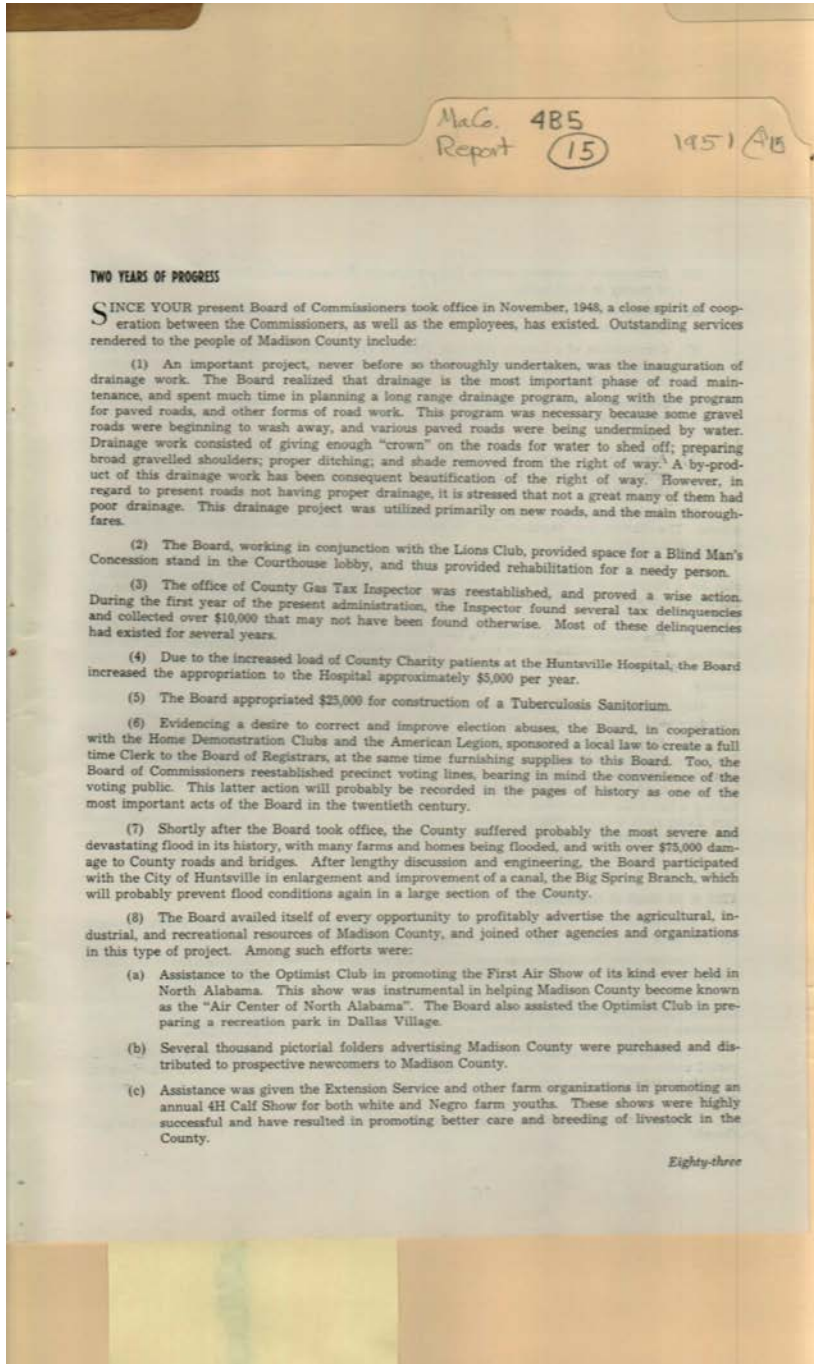 MaCo. 485
Report 15 1951
TWO YEARS OF PROGRESS
SINCE YOUR present Board of Commissioners took office in November, 1948, a close spirit of coop-
eration between the Commissioners, as well as the employees, has existed. Outstanding services
rendered to the people of Madison County include:
(1) An important project, never before so thoroughly undertaken, was the inauguration of
drainage work. The Board realized that drainage is the most important phase of road main-
tenance, and spent much time in planning a long range drainage program, along with the program
for paved roads, and other forms of road work. This program was necessary because some gravel
roads were beginning to wash away, and various paved roads were being undermined by water.
Drainage work consisted of giving enough "crown" on the roads for water to shed off; preparing
broad gravelled shoulders; proper ditching; and shade removed from the right of way. A by-prod-
uct of this drainage work has been consequent beautification of the right of way. However, in
regard to present roads not having proper drainage, it is stressed that not a great many of them had
poor drainage. This drainage project was utilized primarily on new roads, and the main thorough-
fares.
(2) The Board, working in conjunction with the Lions Club, provided space for a Blind Man's
Concession stand in the Courthouse lobby, and thus provided rehabilitation for a needy person.
(3) The office of County Gas Tax Inspector was reestablished, and proved a wise action.
During the first year of the present administration, the Inspector found several tax delinquencies
and collected over $10,000 that may not have been found otherwise. Most of these delinquencies
had existed for several years.
(4) Due to the increased load of County Charity patients at the Huntsville Hospital, the Board
increased the appropriation to the Hospital approximately $5,000 per year.
(5) The Board appropriated $25,000 for construction of a Tuberculosis Sanitorium.
(6) Evidencing a desire to correct and improve election abuses, the Board, in cooperation
with the Home Demonstration Clubs and the American Legion, sponsored a local law to create a full
time Clerk to the Board of Registrars, at the same time furnishing supplies to this Board. Too, the
Board of Commissioners reestablished precinct voting lines, bearing in mind the convenience of the
voting public. This latter action will probably be recorded in the pages of history as one of the
most important acts of the Board in the twentieth century.
(7) Shortly after the Board took office, the County suffered probably the most severe and
devastating flood in its history, with many farms and homes being flooded, and with over $75,000 dam-
age to County roads and bridges. After lengthy discussion and engineering, the Board participated
with the City of Huntsville in enlargement and improvement of a canal, the Big Spring Branch, which
will probably prevent flood conditions again in a large section of the County.
(8) The Board availed itself of every opportunity to profitably advertise the agricultural, in-
dustrial, and recreational resources of Madison County, and joined other agencies and organizations
in this type of project. Among such efforts were:
(a) Assistance to the Optimist Club in promoting the First Air Show of its kind ever held in
North Alabama. This show was instrumental in helping Madison County become known
as the "Air Center of North Alabama". The Board also assisted the Optimist Club in pre-
paring a recreation park in Dallas Village.
(b) Several thousand pictorial folders advertising Madison County were purchased and dis-
tributed to prospective newcomers to Madison County.
(c) Assistance was given the Extension Service and other farm organizations in promoting an
annual 4H Calf Show for both white and Negro farm youths. These shows were highly
successful and have resulted in promoting better care and breeding of livestock in the
County.
Eighty-three